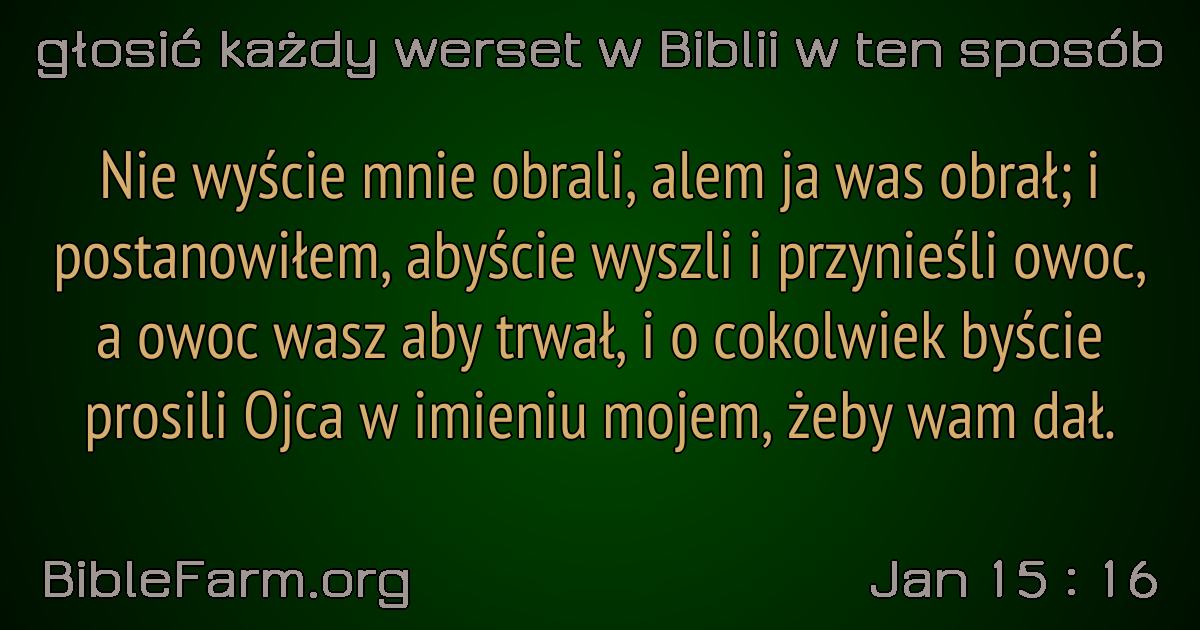 głosić każdy werset w Biblii w ten sposób
Nie wyście mnie obrali, alem ja was obrał; i
postanowiłem, abyście wyszli i przynieśli owoc,
a owoc wasz aby trwał, i o cokolwiek byście
prosili Ojca w imieniu mojem, żeby wam dał.
BibleFarm.org
Jan 15 : 16